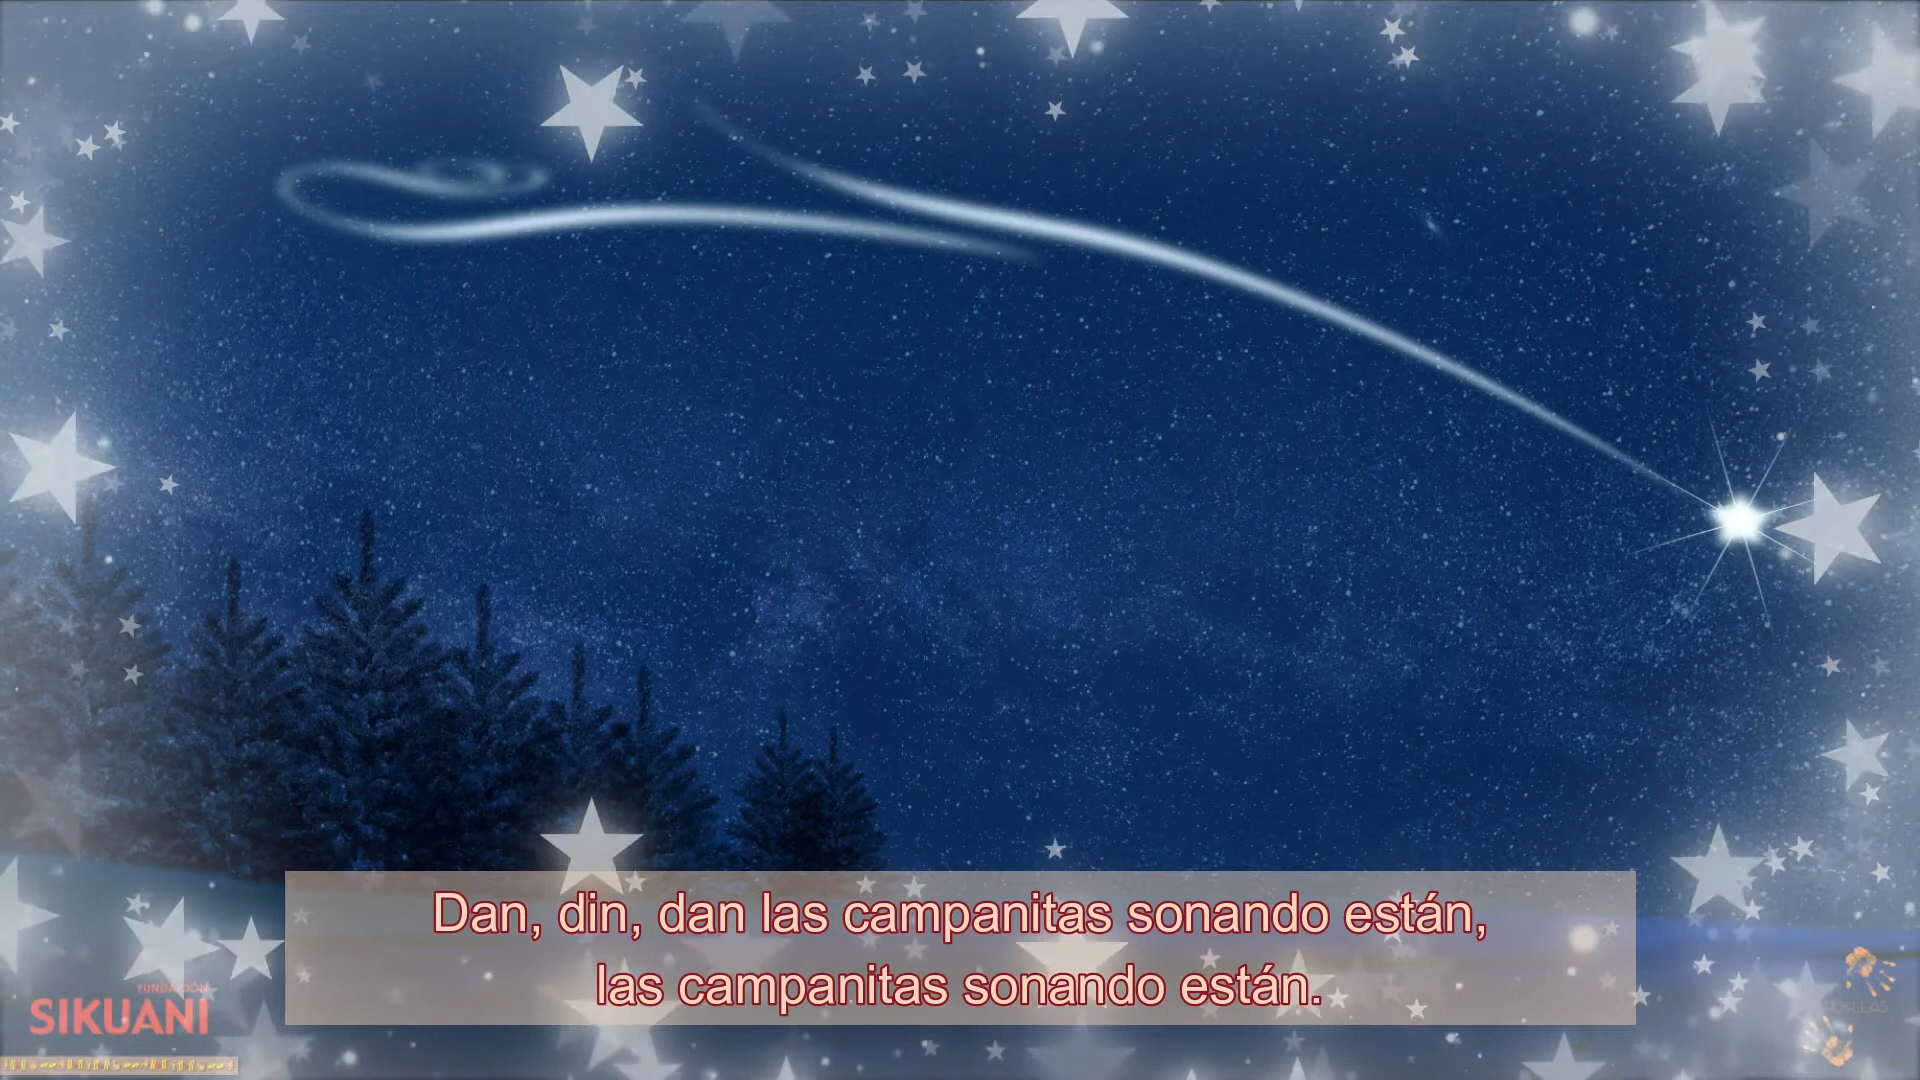 Dan, din, dan las campanitas sonando están,
las campanitas sonando están.
FUNDACIÓN
SIKUANI